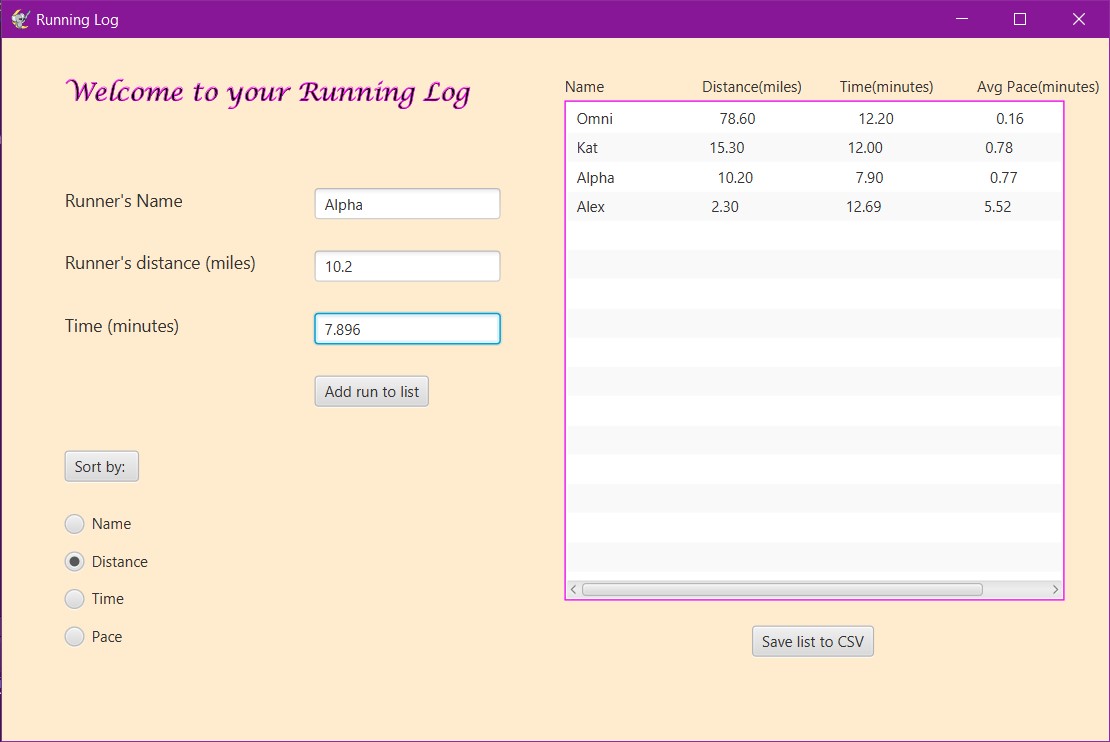 Running Log
Welcome to your Running Log
Runner's Name Alpha
Runner's distance (miles) 10.2
Time (minutes) 7.896
Add run to list
Sort by:
Name
Distance
Time
Pace
Name Distance(miles) Time(minutes) Avg Pace(minutes)
Omni 78.60 12.20 0.16
Kat 15.30 12.00 0.78
Alpha 10.20 7.90 0.77
Alex 2.30 12.69 5.52
Save list to CSV